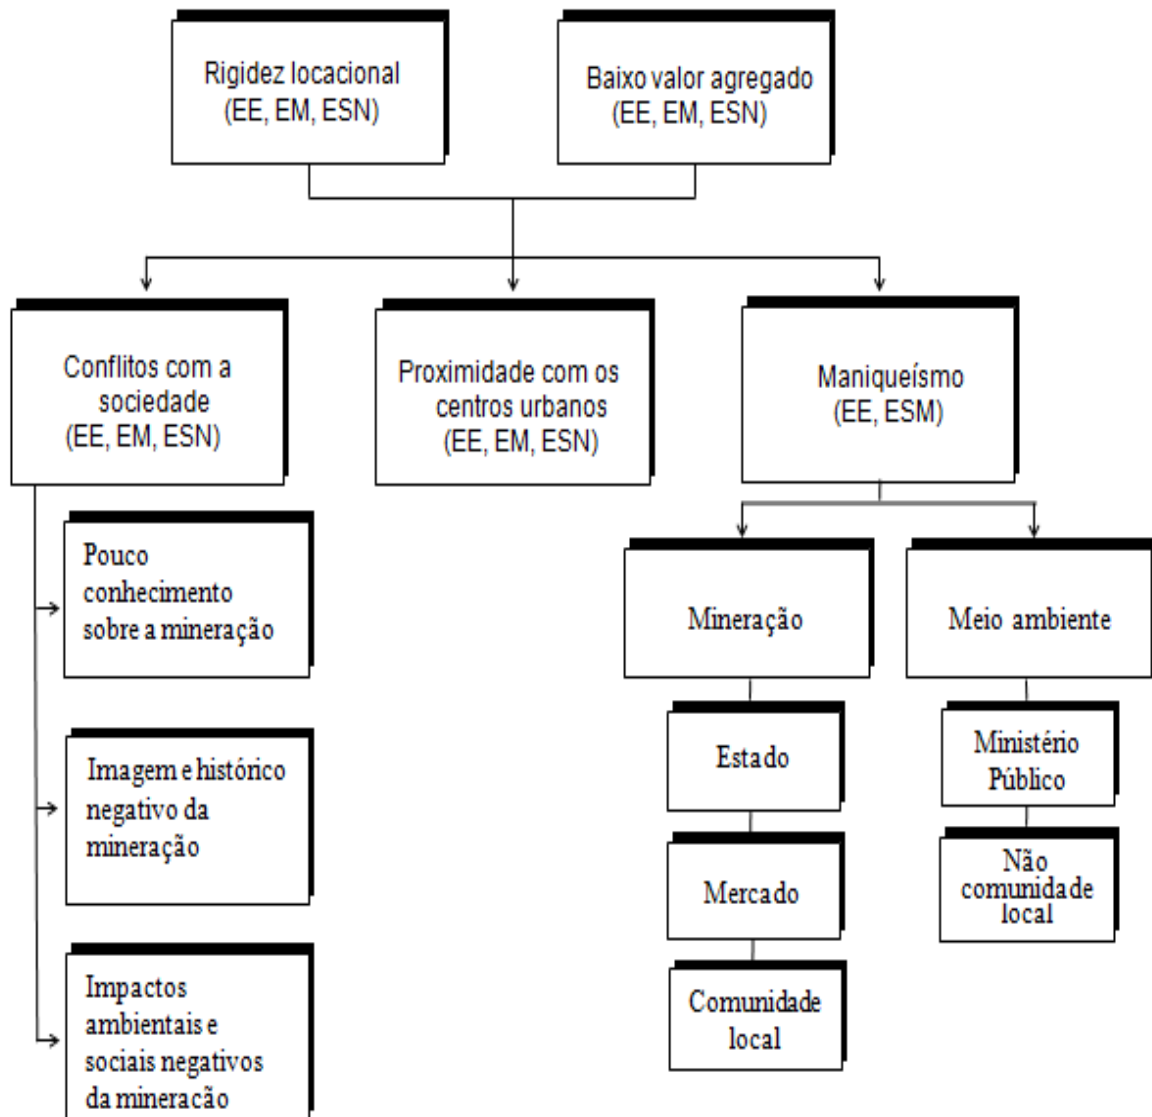 Rigidez locacional
(EE, EM, ESN)
Baixo valor agregado
(EE, EM, ESN)
Conflitos com a
sociedade
(EE, EM, ESN)
Proximidade com os
centros urbanos
(EE, EM, ESN)
Maniqueísmo
(EE, ESM)
Pouco
conhecimento
sobre a mineração
Imagem e histórico
negativo da
mineração
Impactos
ambientais e
sociais negativos
da mineração
Mineração
Estado
Mercado
Comunidade
local
Meio ambiente
Ministério
Público
Não
comunidade
local